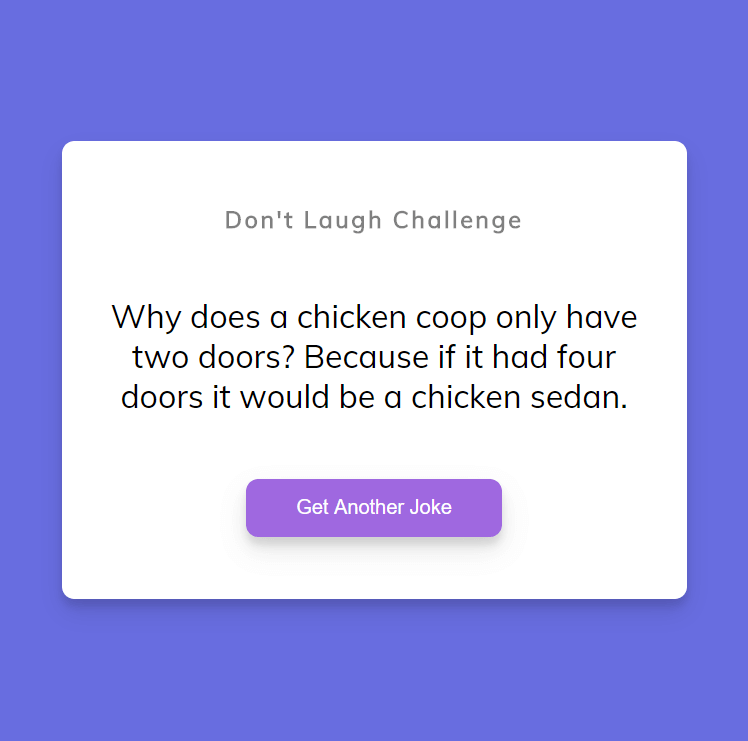 Don't Laugh Challenge
Why does a chicken coop only have
two doors? Because if it had four
doors it would be a chicken sedan.
Get Another Joke